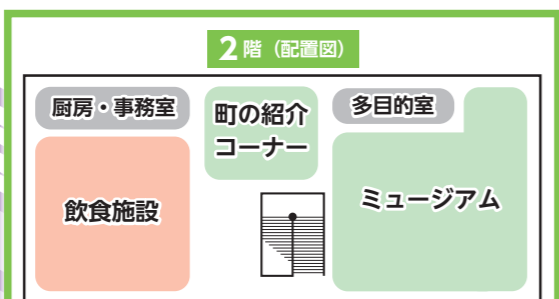 2階（配置図）
厨房・事務室
町の紹介
コーナー
多目的室
飲食施設
ミュージアム